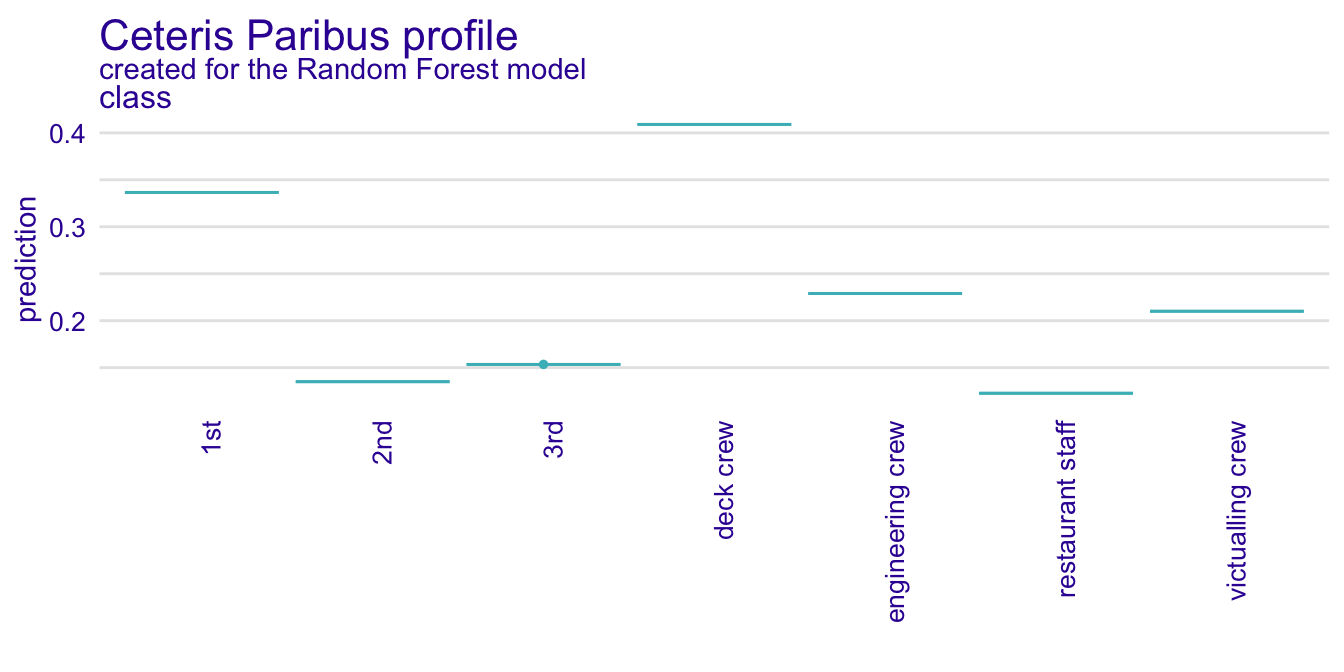 Ceteris Paribus profile
created for the Random Forest model
class
prediction
0.4
0.3
0.2
1st
2nd
3rd
deck crew
engineering crew
restaurant staff
victualling crew